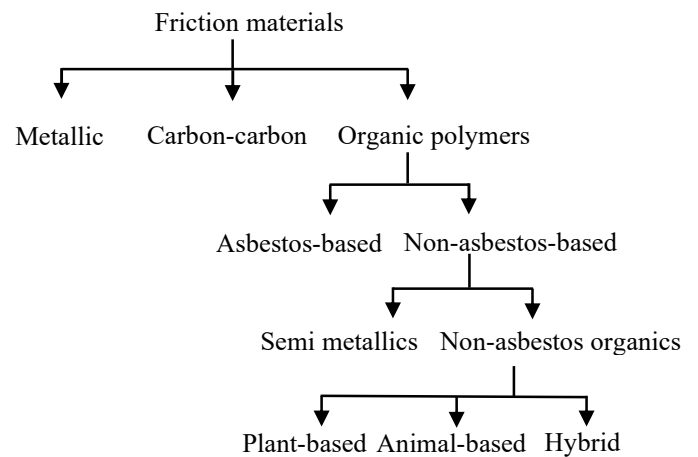 Friction materials
Metallic Carbon-carbon Organic polymers
Asbestos-based Non-asbestos-based
Semi metallics Non-asbestos organics
Plant-based Animal-based Hybrid